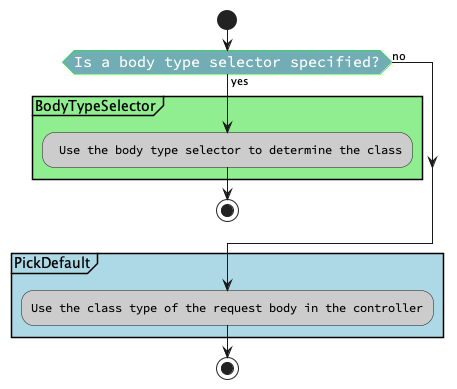 Is a body type selector specified?
no
yes
BodyTypeSelector
Use the body type selector to determine the class
PickDefault
Use the class type of the request body in the controller